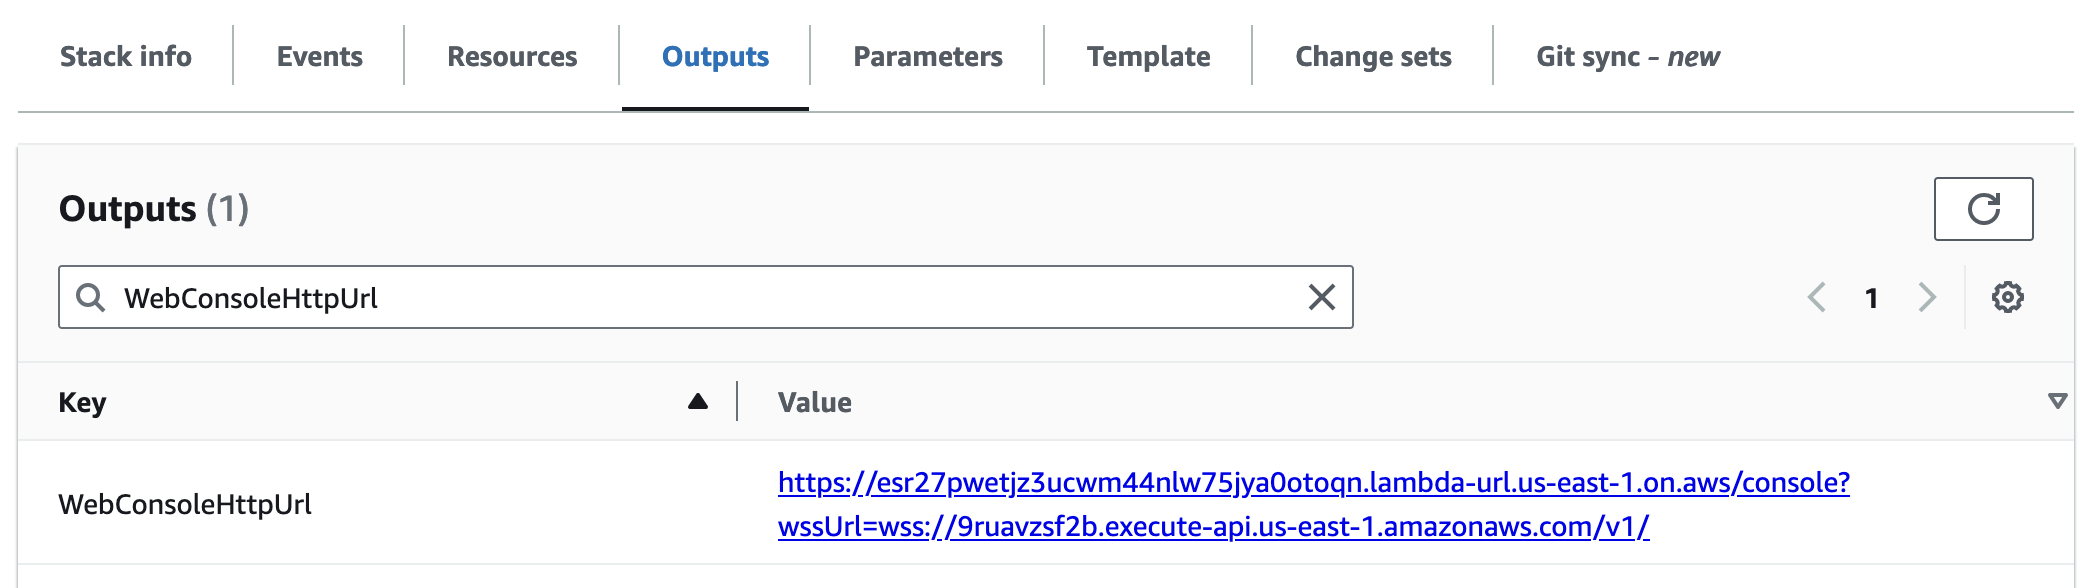 Stack info Events Resources Outputs Parameters Template Change sets Git sync - new
Outputs (1)
WebConsoleHttpUrl
1
Key Value
WebConsoleHttpUrl
https://esr27pwetjz3ucwm44nlw75jya0otoqn.lambda-url.us-east-1.on.aws/console?
wssUrl=wss://9ruavzsf2b.execute-api.us-east-1.amazonaws.com/v1/